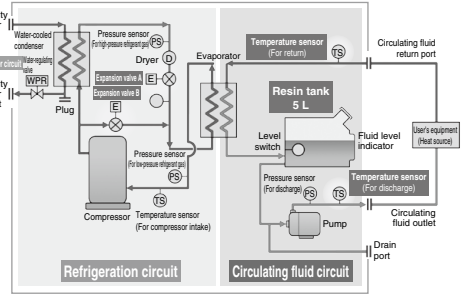 ty
Water-cooled
condenser
r circuit
Water-regulating
valve
WPR
ty
t
Plug
Pressure sensor
(For high-pressure refrigerant gas)
PS
Dryer
D
Expansion valve A
E
Expansion valve B
E
Evaporator
Pressure sensor
(For low-pressure refrigerant gas)
PS
TS
Compressor
Temperature sensor
(For compressor intake)
Refrigeration circuit
Temperature sensor
(For return)
TS
Circulating fluid
return port
Resin tank
5 L
Level
switch
Fluid level
indicator
User's equipment
(Heat source)
Pressure sensor
(For discharge)
PS
TS
Temperature sensor
(For discharge)
Pump
Circulating
fluid outlet
Drain
port
Circulating fluid circuit